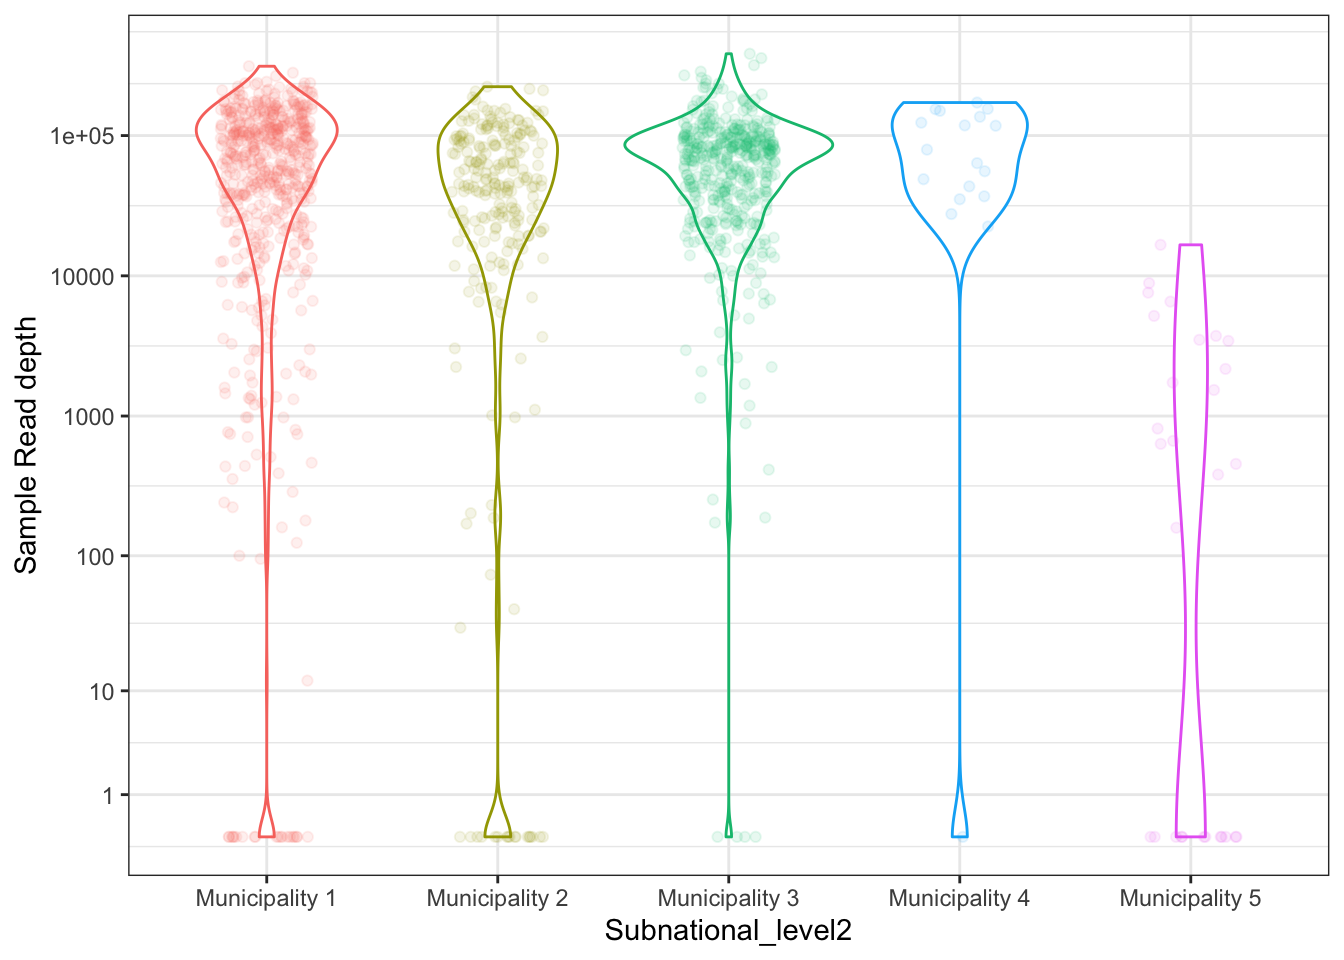 Sample Read depth
1e+05
10000
1000
100
10
1
Municipality 1
Municipality 2
Municipality 3
Municipality 4
Municipality 5
Subnational_level2